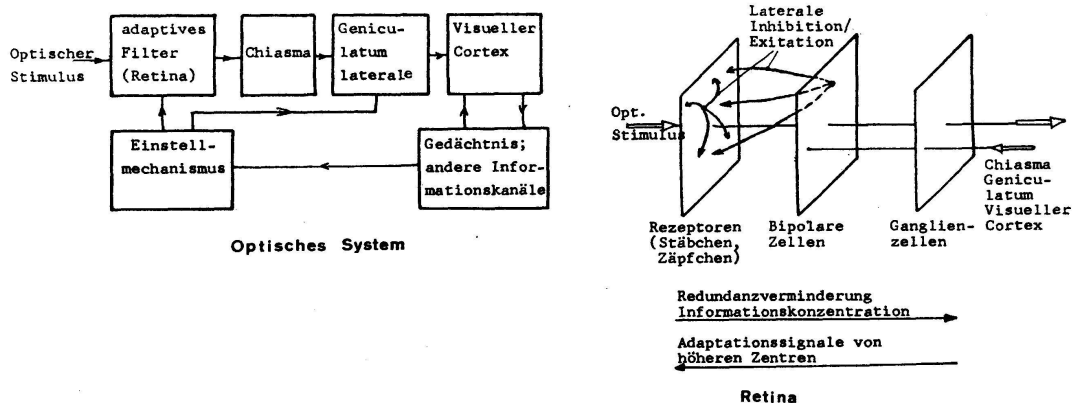 Optischer
Stimulus
adaptives
Filter
(Retina)
Chiasma
Genicu-
latum
laterale
Visueller
Cortex
Einstell-
mechanismus
Gedächtnis;
andere Infor-
mationskanäle
Optisches System
Laterale
Inhibition/
Exitation
Opt.
Stimulus
Chiasma
Genicu-
latum
Visueller
Cortex
Rezeptoren
(Stäbchen,
Zäpfchen)
Bipolare
Zellen
Ganglien-
zellen
Redundanzverminderung
Informationskonzentration
Adaptationssignale von
höheren Zentren
Retina